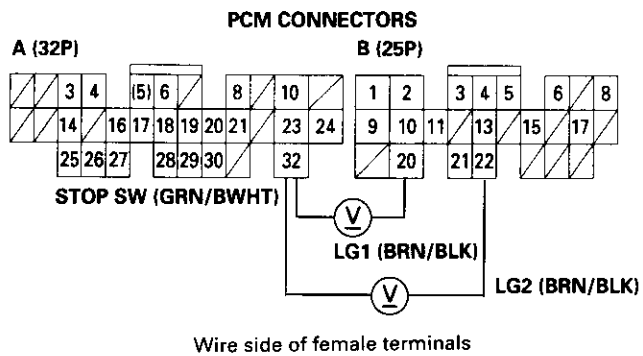 PCM CONNECTORS
A (32P) B (25P)
3 4 (5) 6 8 10 1 2 3 4 5 6 8
14 16 17 18 19 20 21 23 24 9 10 11 13 15 17
25 26 27 28 29 30 32 20 21 22
STOP SW (GRN/BWHT)
V
LG1 (BRN/BLK)
V
LG2 (BRN/BLK)
Wire side of female terminals